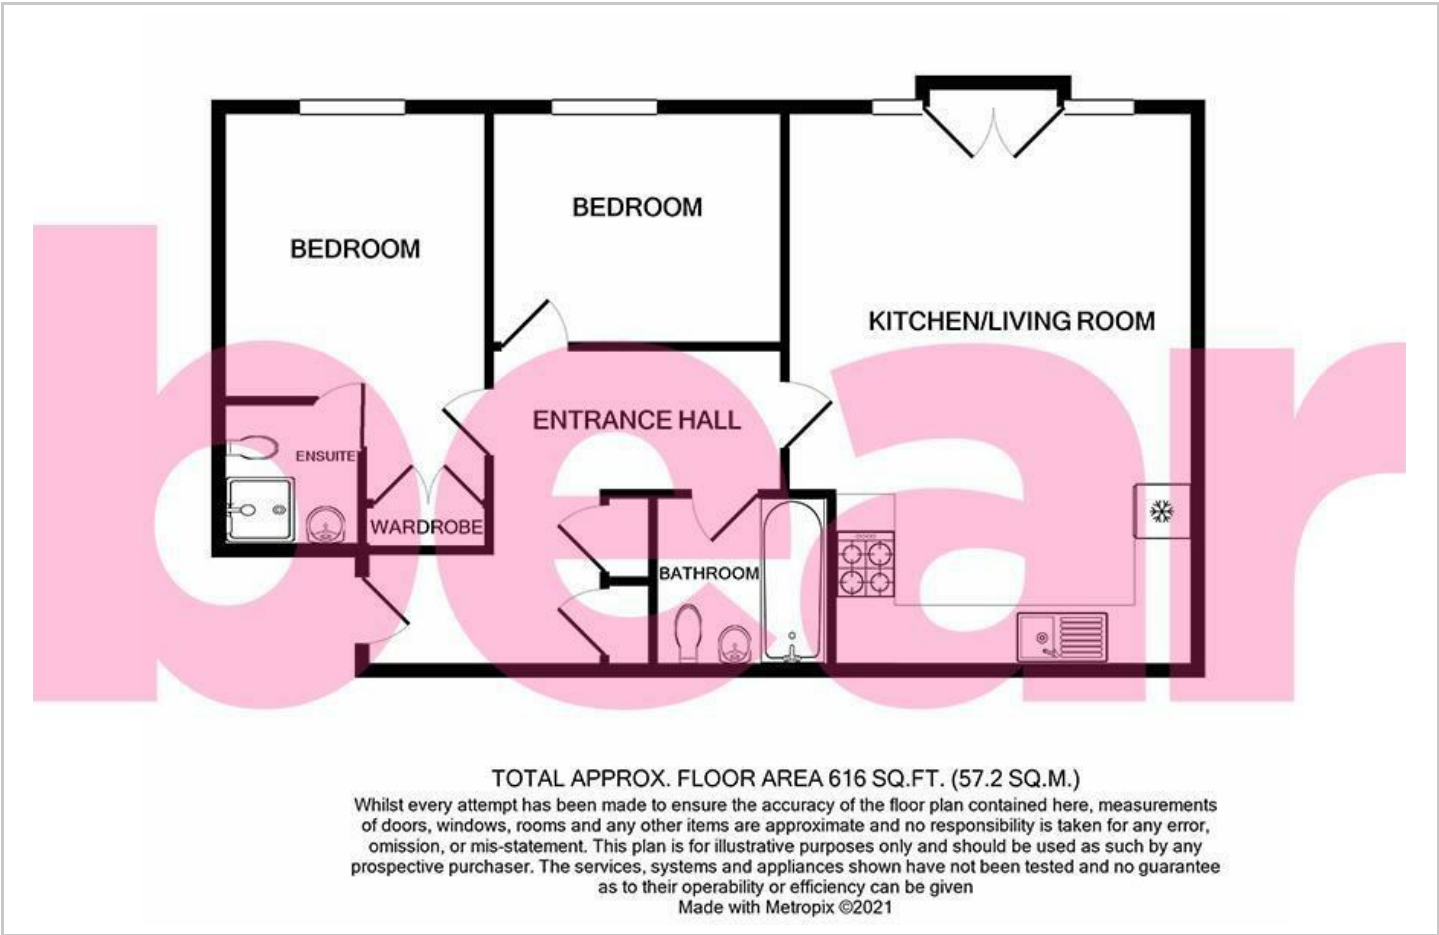 BEDROOM
BEDROOM
KITCHEN/LIVING ROOM
ENTRANCE HALL
ENSUITE
WARDROBE
BATHROOM
bear
TOTAL APPROX. FLOOR AREA 616 SQ.FT. (57.2 SQ.M.)
Whilst every attempt has been made to ensure the accuracy of the floor plan contained here, measurements
of doors, windows, rooms and any other items are approximate and no responsibility is taken for any error,
omission, or mis-statement. This plan is for illustrative purposes only and should be used as such by any
prospective purchaser. The services, systems and appliances shown have not been tested and no guarantee
as to their operability or efficiency can be given
Made with Metropix ©2021